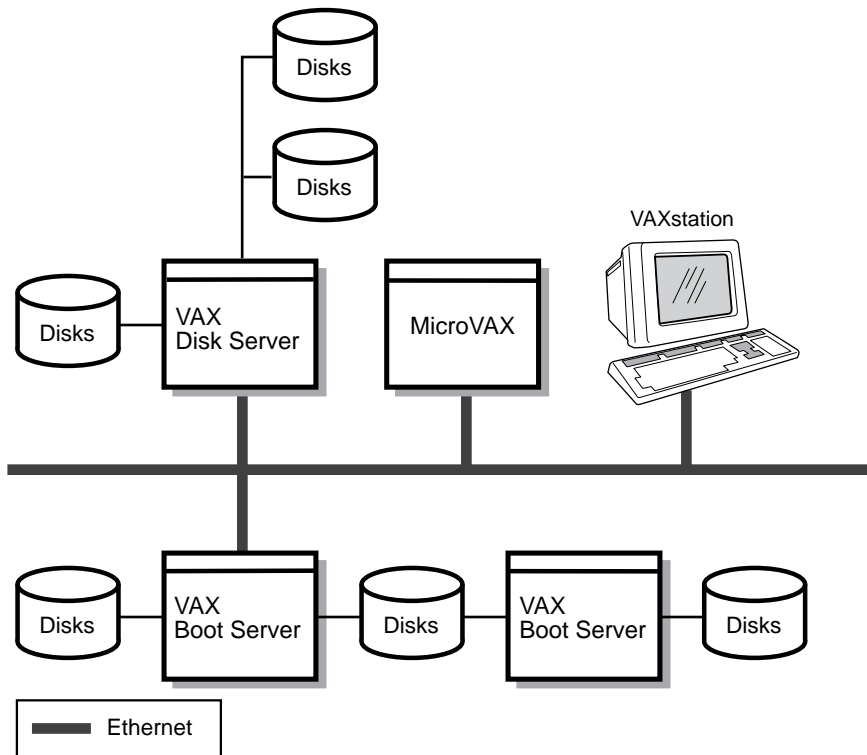 Disks
Disks
VAXstation
Disks
VAX
Disk Server
MicroVAX
Disks
VAX
Boot Server
Disks
VAX
Boot Server
Disks
Ethernet